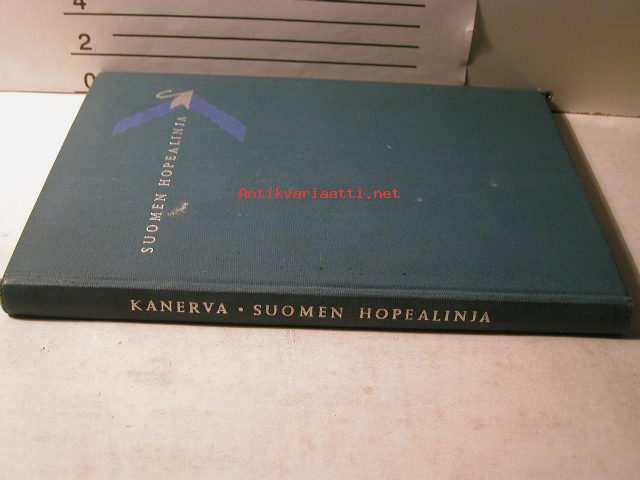 4
2
0
SUOMEN HOPEALINJA
Antikvariaatti.net
KANERVA • SUOMEN HOPEALINJA